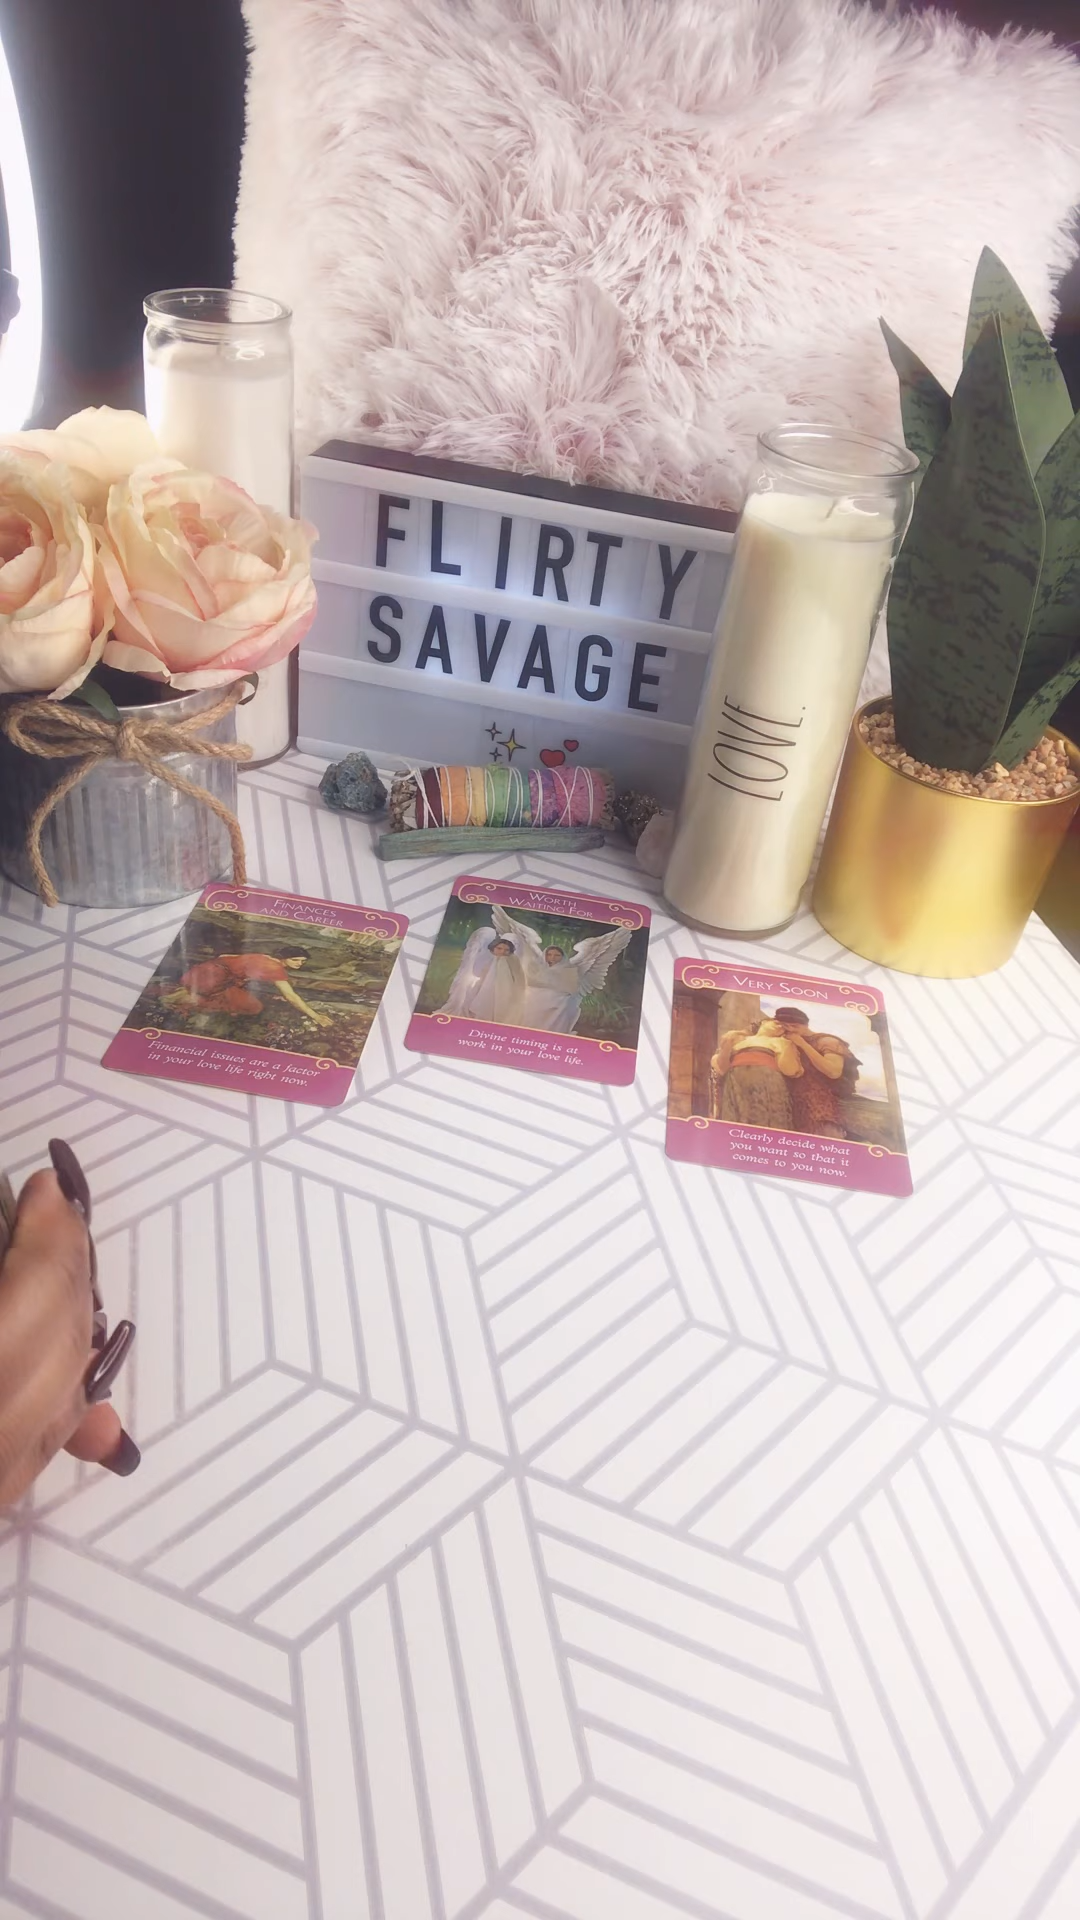 FLIRTY
SAVAGE
LOVE.
FINANCES
AND CAREER
Financial issues are a factor
in your love life right now.
WORTH
WAITING FOR
Divine timing is at
work in your love life.
VERY SOON
Clearly decide what
you want so that it
comes to you now.